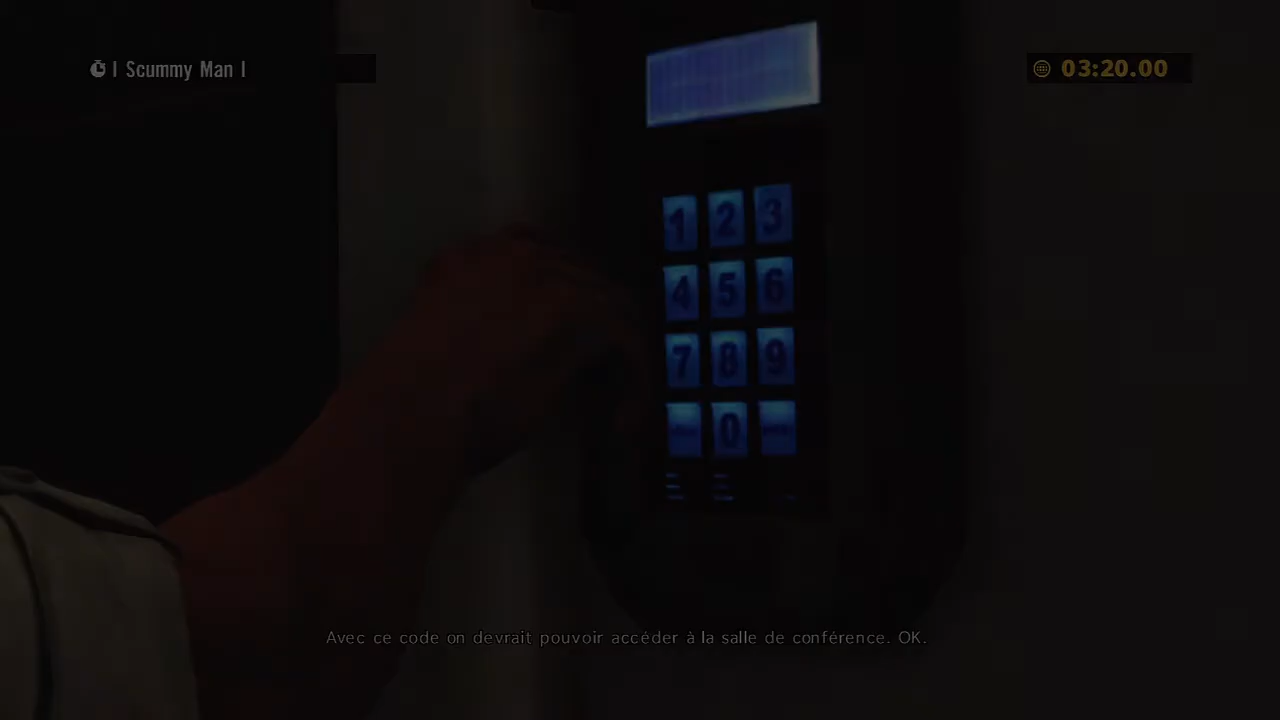 I Scummy Man I
03:20.00
1 2 3
4 5 6
7 8 9
0
Avec ce code on devrait pouvoir accéder à la salle de conférence. OK.